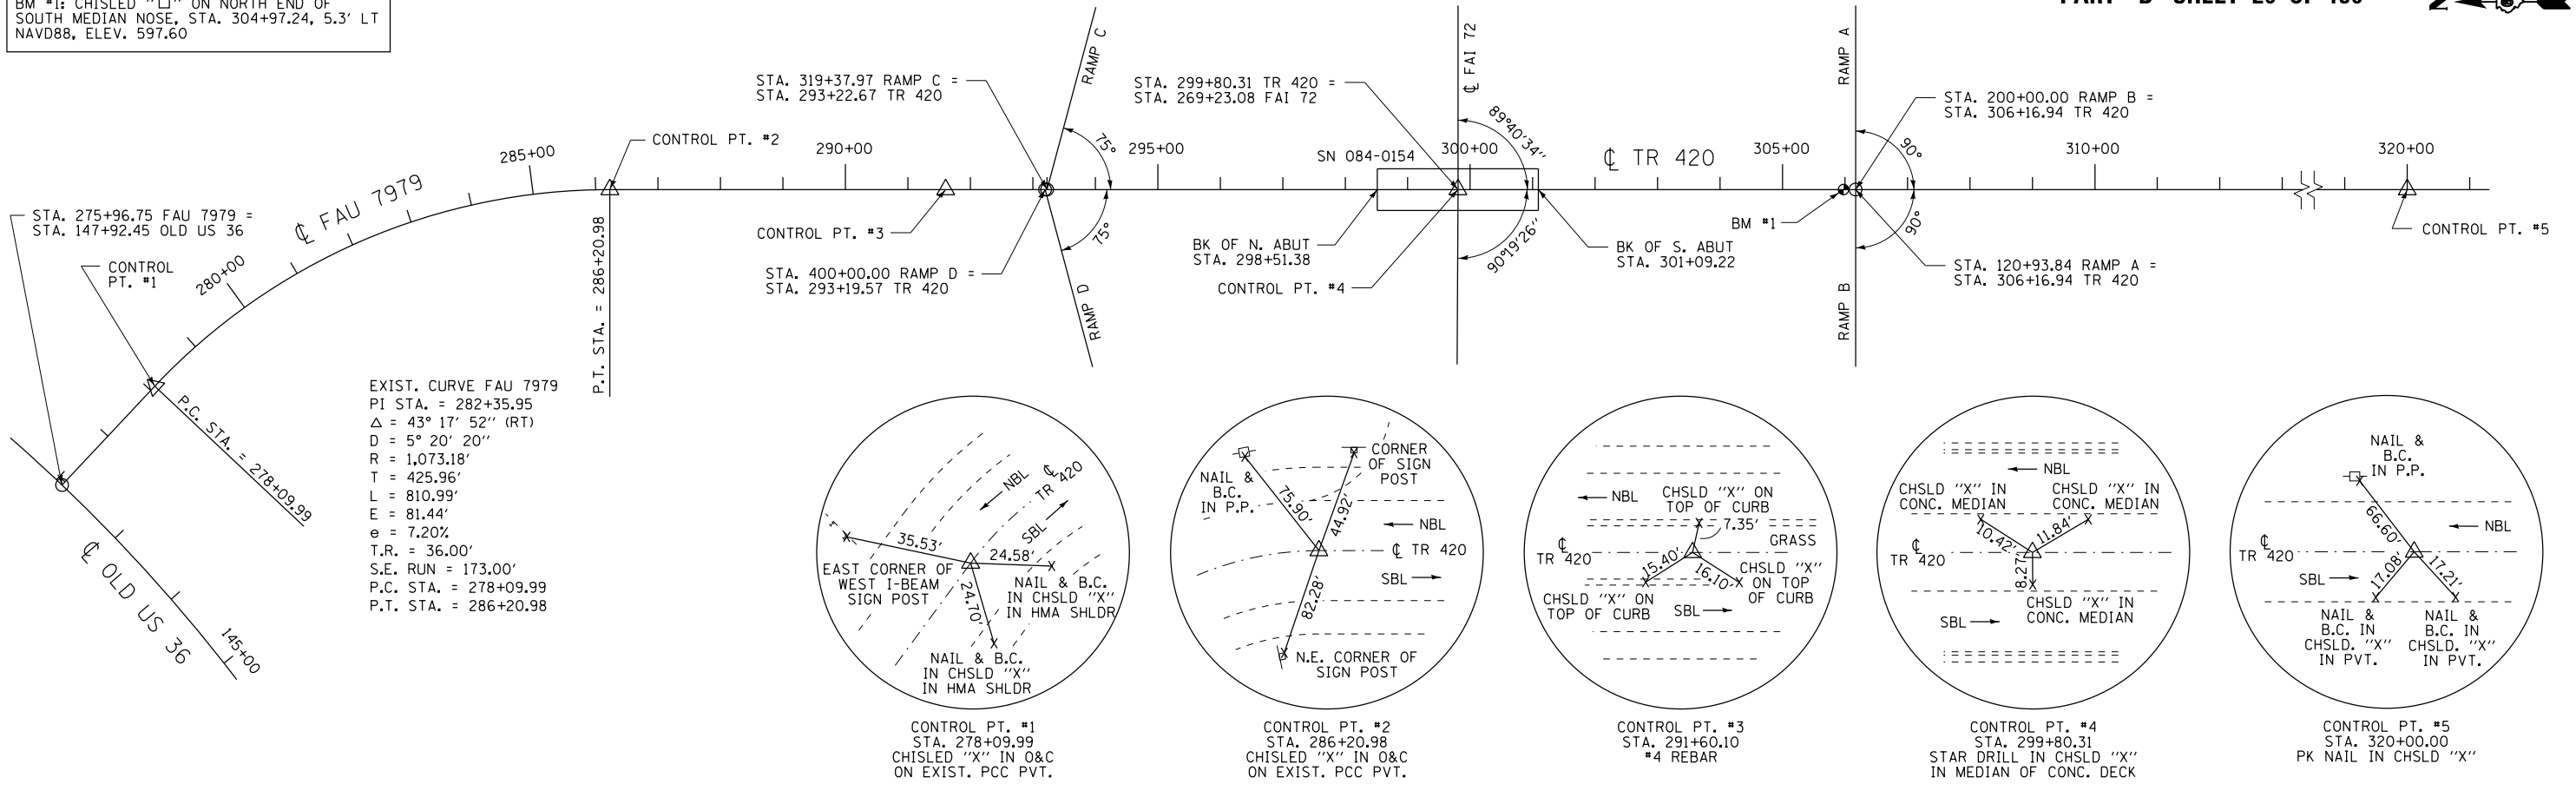 BM #1: CHISLED "□" ON NORTH END OF
SOUTH MEDIAN NOSE, STA. 304+97.24, 5.3' LT
NAVD88, ELEV. 597.60
STA. 275+96.75 FAU 7979 =
STA. 147+92.45 OLD US 36
CONTROL
PT. #1
280+00
℄ FAU 7979
285+00
CONTROL PT. #2
P.T. STA. = 286+20.98
P.C. STA. = 278+09.99
℄ OLD US 36
145+00
EXIST. CURVE FAU 7979
PI STA. = 282+35.95
Δ = 43° 17' 52" (RT)
D = 5° 20' 20"
R = 1,073.18'
T = 425.96'
L = 810.99'
E = 81.44'
e = 7.20%
T.R. = 36.00'
S.E. RUN = 173.00'
P.C. STA. = 278+09.99
P.T. STA. = 286+20.98
STA. 319+37.97 RAMP C =
STA. 293+22.67 TR 420
290+00
CONTROL PT. #3
STA. 400+00.00 RAMP D =
STA. 293+19.57 TR 420
RAMP C
75°
75°
RAMP D
295+00
STA. 299+80.31 TR 420 =
STA. 269+23.08 FAI 72
℄ FAI 72
89°40'34"
300+00
SN 084-0154
BK OF N. ABUT
STA. 298+51.38
CONTROL PT. #4
90°19'26"
BK OF S. ABUT
STA. 301+09.22
℄ TR 420
305+00
BM #1
RAMP A
90°
90°
RAMP B
STA. 200+00.00 RAMP B =
STA. 306+16.94 TR 420
STA. 120+93.84 RAMP A =
STA. 306+16.94 TR 420
310+00
320+00
CONTROL PT. #5
NBL
℄ TR 420
SBL
35.53'
24.58'
24.70'
EAST CORNER OF
WEST I-BEAM
SIGN POST
NAIL & B.C.
IN CHSLD "X"
IN HMA SHLDR
NAIL & B.C.
IN CHSLD "X"
IN HMA SHLDR
CONTROL PT. #1
STA. 278+09.99
CHISLED "X" IN O&C
ON EXIST. PCC PVT.
NAIL &
B.C.
IN P.P.
75.90'
44.92'
82.28'
CORNER
OF SIGN
POST
NBL
℄ TR 420
SBL
N.E. CORNER OF
SIGN POST
CONTROL PT. #2
STA. 286+20.98
CHISLED "X" IN O&C
ON EXIST. PCC PVT.
NBL
CHSLD "X" ON
TOP OF CURB
7.35'
GRASS
℄
TR 420
15.40'
16.10'
CHSLD "X"
ON TOP
OF CURB
CHSLD "X" ON
TOP OF CURB
SBL
CONTROL PT. #3
STA. 291+60.10
#4 REBAR
NBL
CHSLD "X" IN
CONC. MEDIAN
CHSLD "X" IN
CONC. MEDIAN
10.42'
11.84'
℄
TR 420
8.27'
CHSLD "X" IN
CONC. MEDIAN
SBL
CONTROL PT. #4
STA. 299+80.31
STAR DRILL IN CHSLD "X"
IN MEDIAN OF CONC. DECK
NAIL &
B.C.
IN P.P.
66.60'
NBL
℄
TR 420
SBL
17.08'
17.21'
NAIL &
B.C. IN
CHSLD. "X"
IN PVT.
NAIL &
B.C. IN
CHSLD. "X"
IN PVT.
CONTROL PT. #5
STA. 320+00.00
PK NAIL IN CHSLD "X"